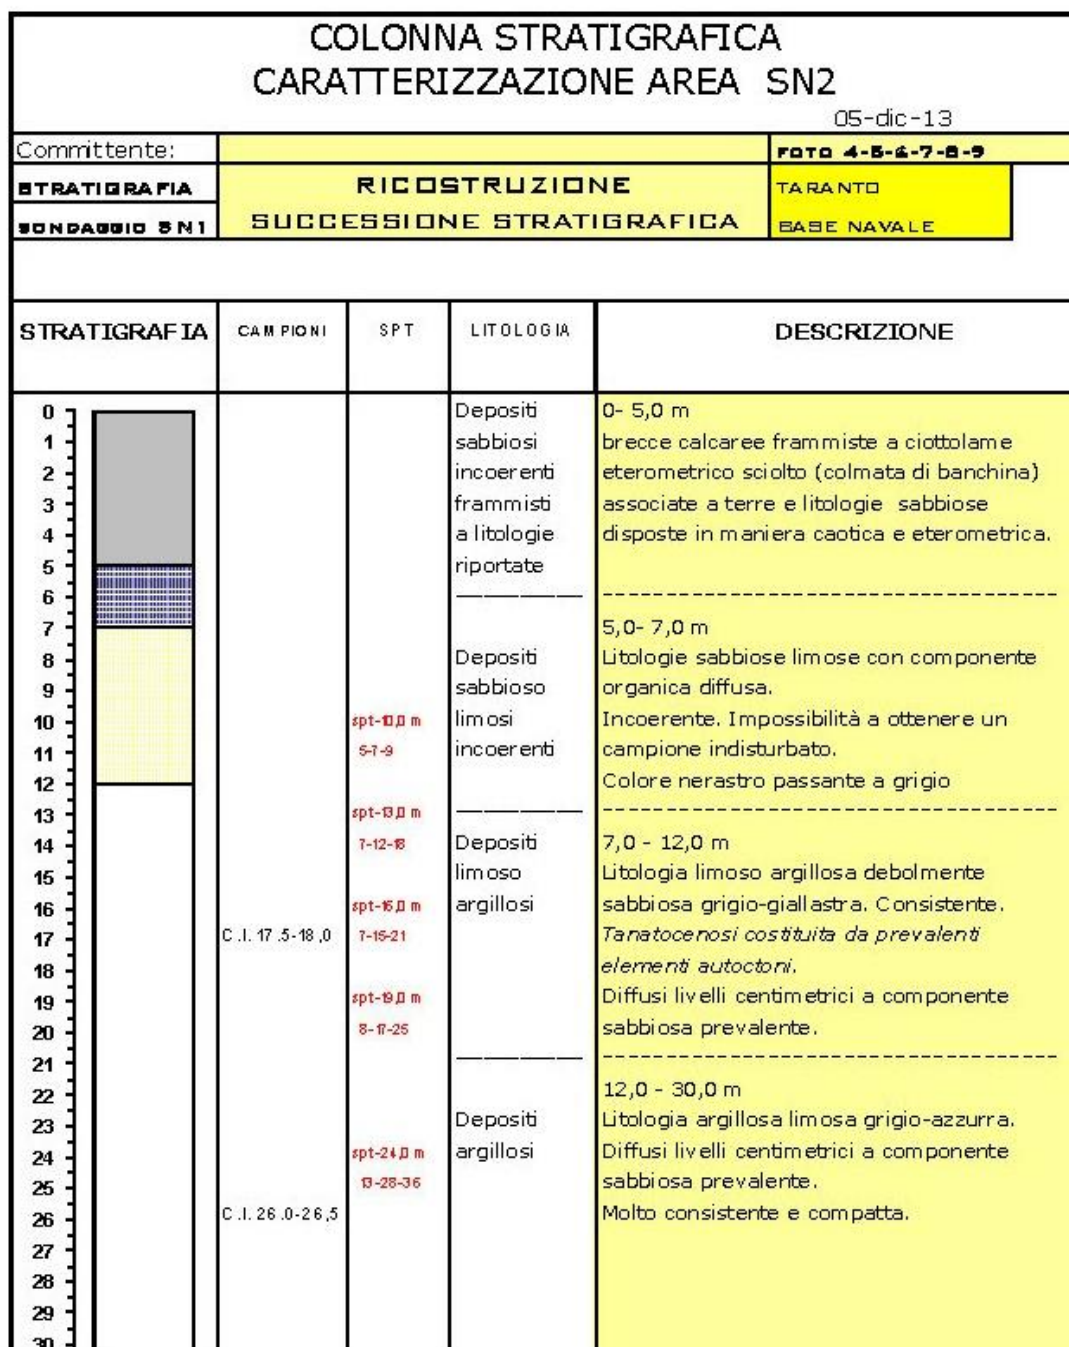 COLONNA STRATIGRAFICA
CARATTERIZZAZIONE AREA SN2
05-dic-13
Committente:
FOTO 4-5-6-7-8-9
STRATIGRAFIA
RICOSTRUZIONE
TARANTO
SONDAGGIO SN1
SUCCESSIONE STRATIGRAFICA
BASE NAVALE
STRATIGRAFIA
CAMPIONI
SPT
LITOLOGIA
DESCRIZIONE
0
1
2
3
4
5
6
7
8
9
10
11
12
13
14
15
16
17
18
19
20
21
22
23
24
25
26
27
28
29
30
C.I. 17.5-18,0
C.I. 26.0-26,5
spt-10,0 m
5-7-9
spt-13,0 m
7-12-18
spt-16,0 m
7-15-21
spt-19,0 m
8-17-25
spt-24,0 m
13-28-36
Depositi
sabbiosi
incoerenti
frammisti
a litologie
riportate
Depositi
sabbioso
limosi
incoerenti
Depositi
limoso
argillosi
Depositi
argillosi
0- 5,0 m
brecce calcaree frammiste a ciottolame
eterometrico sciolto (colmata di banchina)
associate a terre e litologie sabbiose
disposte in maniera caotica e eterometrica.
5,0- 7,0 m
Litologie sabbiose limose con componente
organica diffusa.
Incoerente. Impossibilità a ottenere un
campione indisturbato.
Colore nerastro passante a grigio
7,0 - 12,0 m
Litologia limoso argillosa debolmente
sabbiosa grigio-giallastra. Consistente.
Tanatocenosi costituita da prevalenti
elementi autoctoni.
Diffusi livelli centimetrici a componente
sabbiosa prevalente.
12,0 - 30,0 m
Litologia argillosa limosa grigio-azzurra.
Diffusi livelli centimetrici a componente
sabbiosa prevalente.
Molto consistente e compatta.